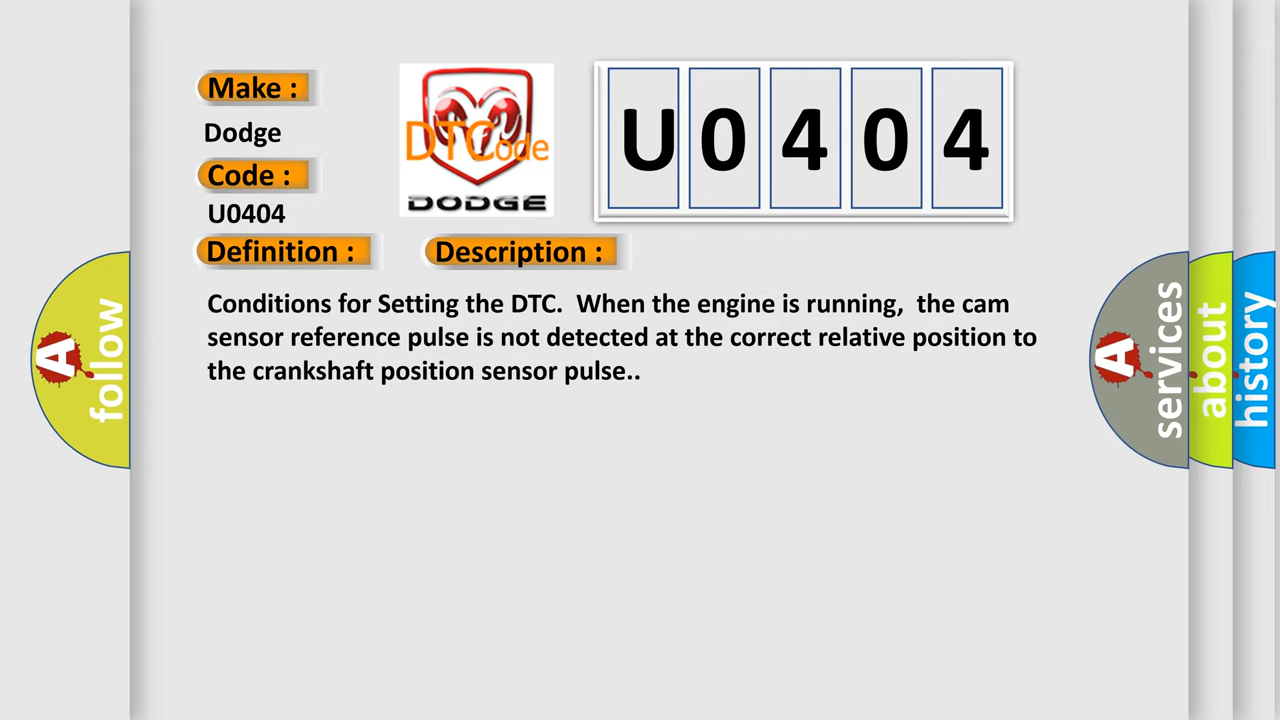 Make :
Dodge
Code :
U0404
Definition :
Description :
Conditions for Setting the DTC  When the engine is running,  the cam
sensor reference pulse is not detected at the correct relative position to
the crankshaft position sensor pulse..
DTCode
DODGE
U0404
A
follow
A
services
about
history